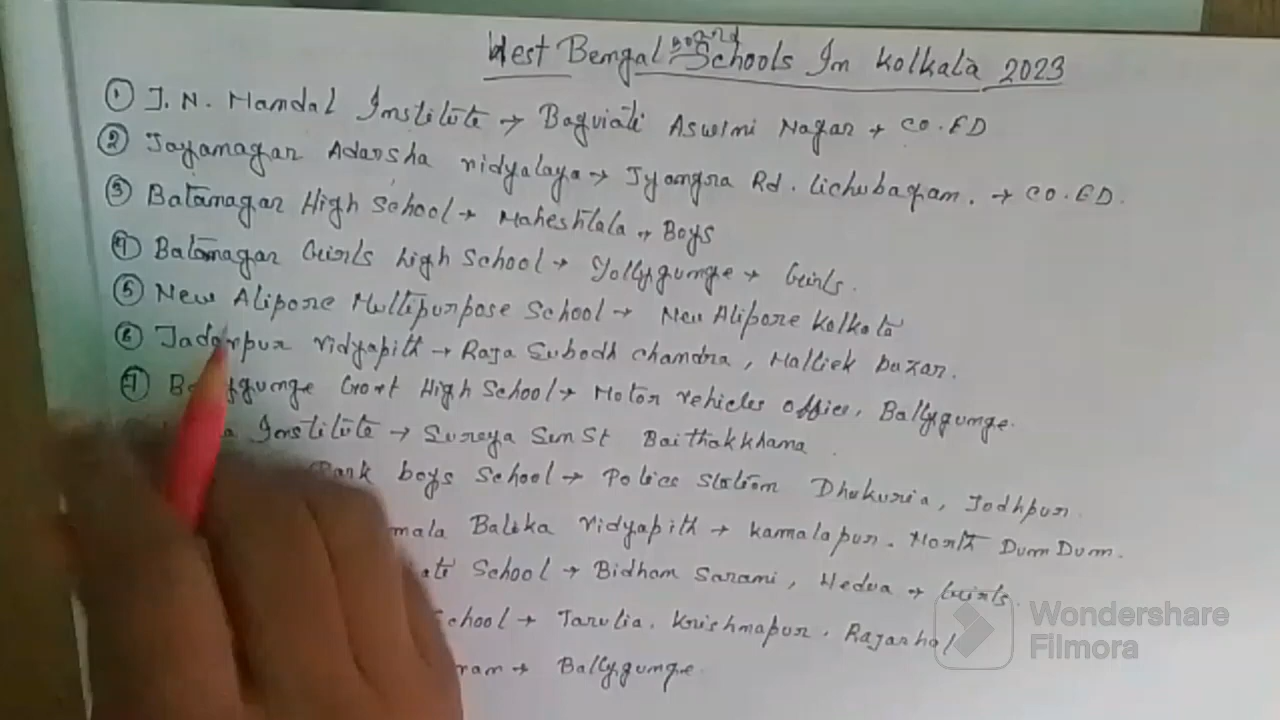 West Bengal Board Schools In Kolkata 2023
① J. N. Mandal Institute → Baguiati Aswini Nagar → CO.ED
② Jayanagar Adarsha vidyalaya → Jyangra Rd. lichubagan. → CO.ED.
③ Batanagar High School → Maheshtala → Boys
④ Batanagar Girls high School → Tollygunge → Girls.
⑤ New Alipore Multipurpose School → New Alipore Kolkata
⑥ Jadavpur vidyapith → Raja Subodh chandra, Mallick bazar.
⑦ Govt High School → Motor vehicles office, Ballygunge.
Institute → Sureya Sen St Baithakkhana
Park boys School → Police Station Dhakuria, Jodhpur.
mala Balika vidyapith → kamalapur. North Dum Dum.
School → Bidhan Sarani, Hedua → Girls.
School → Tarulia. Krishnapur. Rajarhat
→ Ballygunge.
Wondershare
Filmora